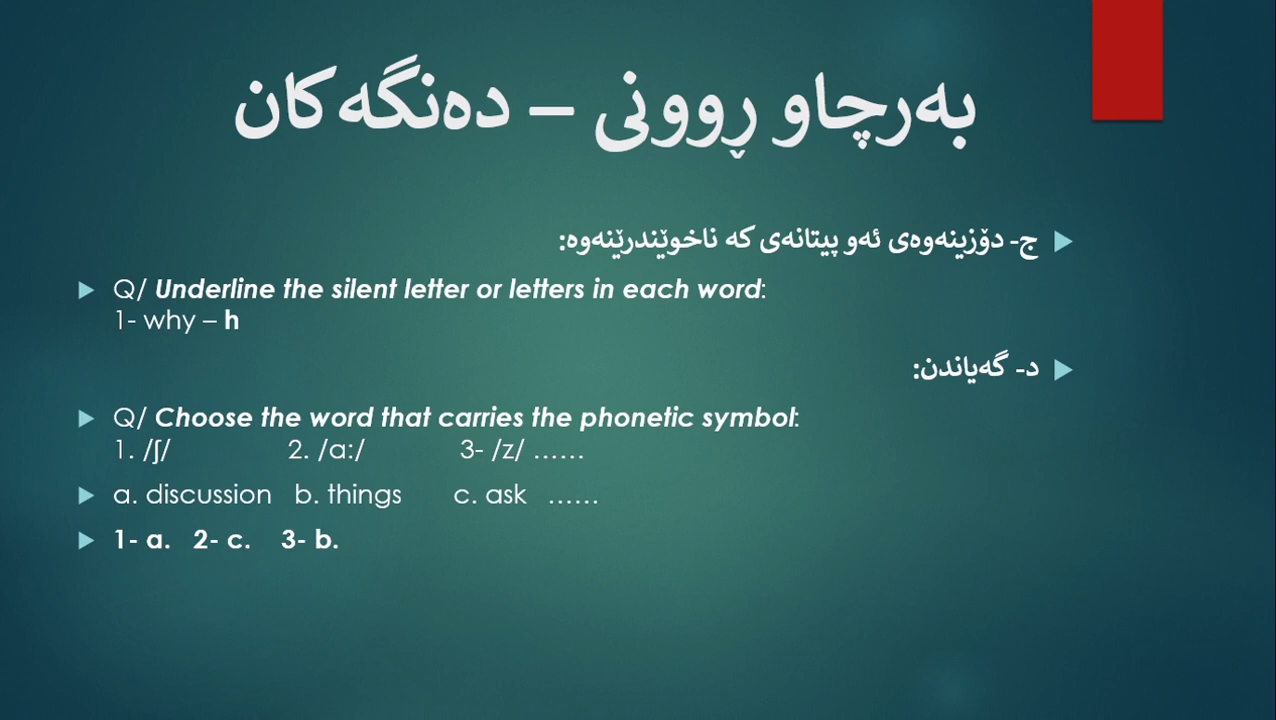 بەرچاو ڕوونی – دەنگەکان
ج- دۆزینەوەی ئەو پیتانەی کە ناخوێندرێنەوە:
Q/ Underline the silent letter or letters in each word:
1- why – h
د- گەیاندن:
Q/ Choose the word that carries the phonetic symbol:
1. /ʃ/ 2. /ɑ:/ 3- /z/ ……
a. discussion b. things c. ask ……
1- a. 2- c. 3- b.